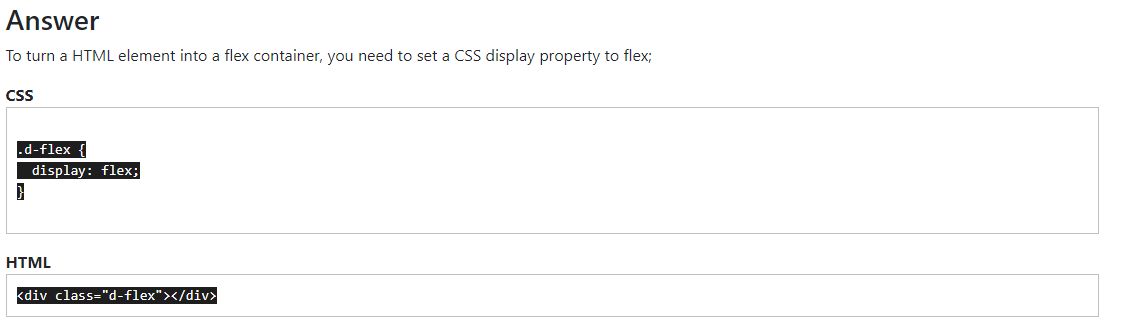 Answer
To turn a HTML element into a flex container, you need to set a CSS display property to flex;
CSS
.d-flex {
  display: flex;
}
HTML
<div class="d-flex"></div>